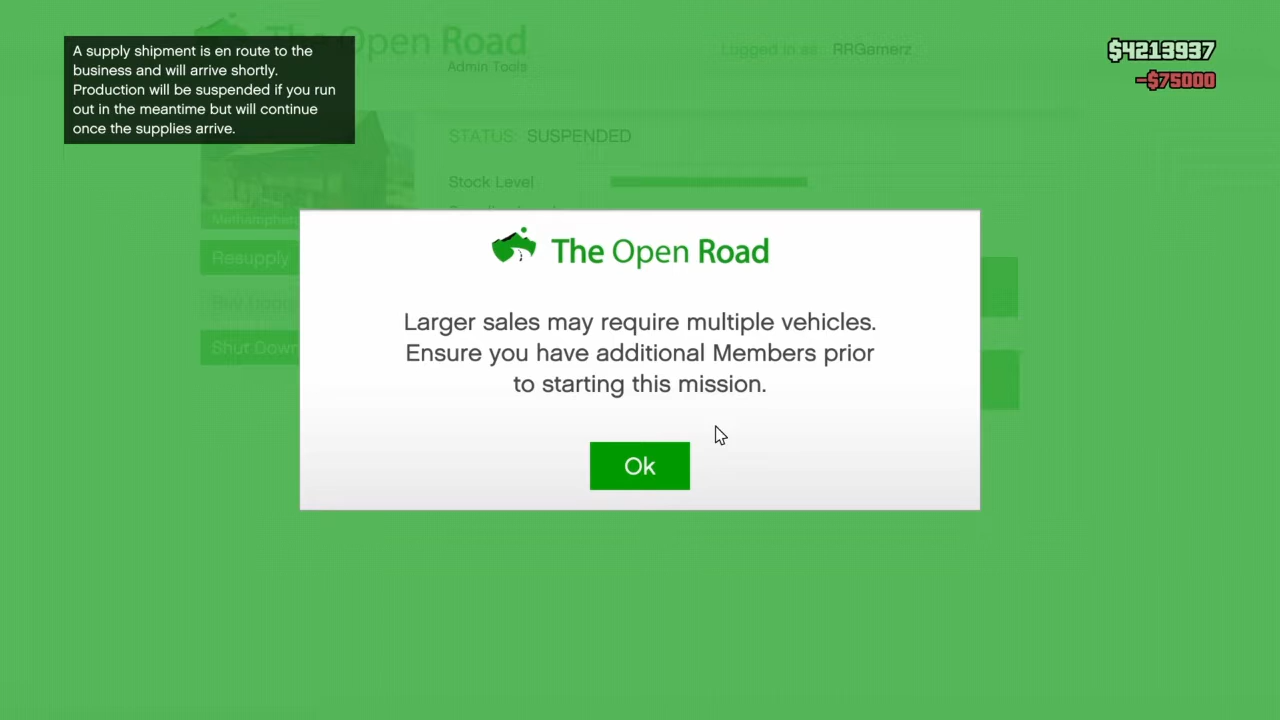 A supply shipment is en route to the
business and will arrive shortly.
Production will be suspended if you run
out in the meantime but will continue
once the supplies arrive.
The Open Road
Admin Tools
Logged in as: RRGamerz
$4213937
-$75000
STATUS: SUSPENDED
Stock Level
Resupply
Shut Down
The Open Road
Larger sales may require multiple vehicles.
Ensure you have additional Members prior
to starting this mission.
Ok